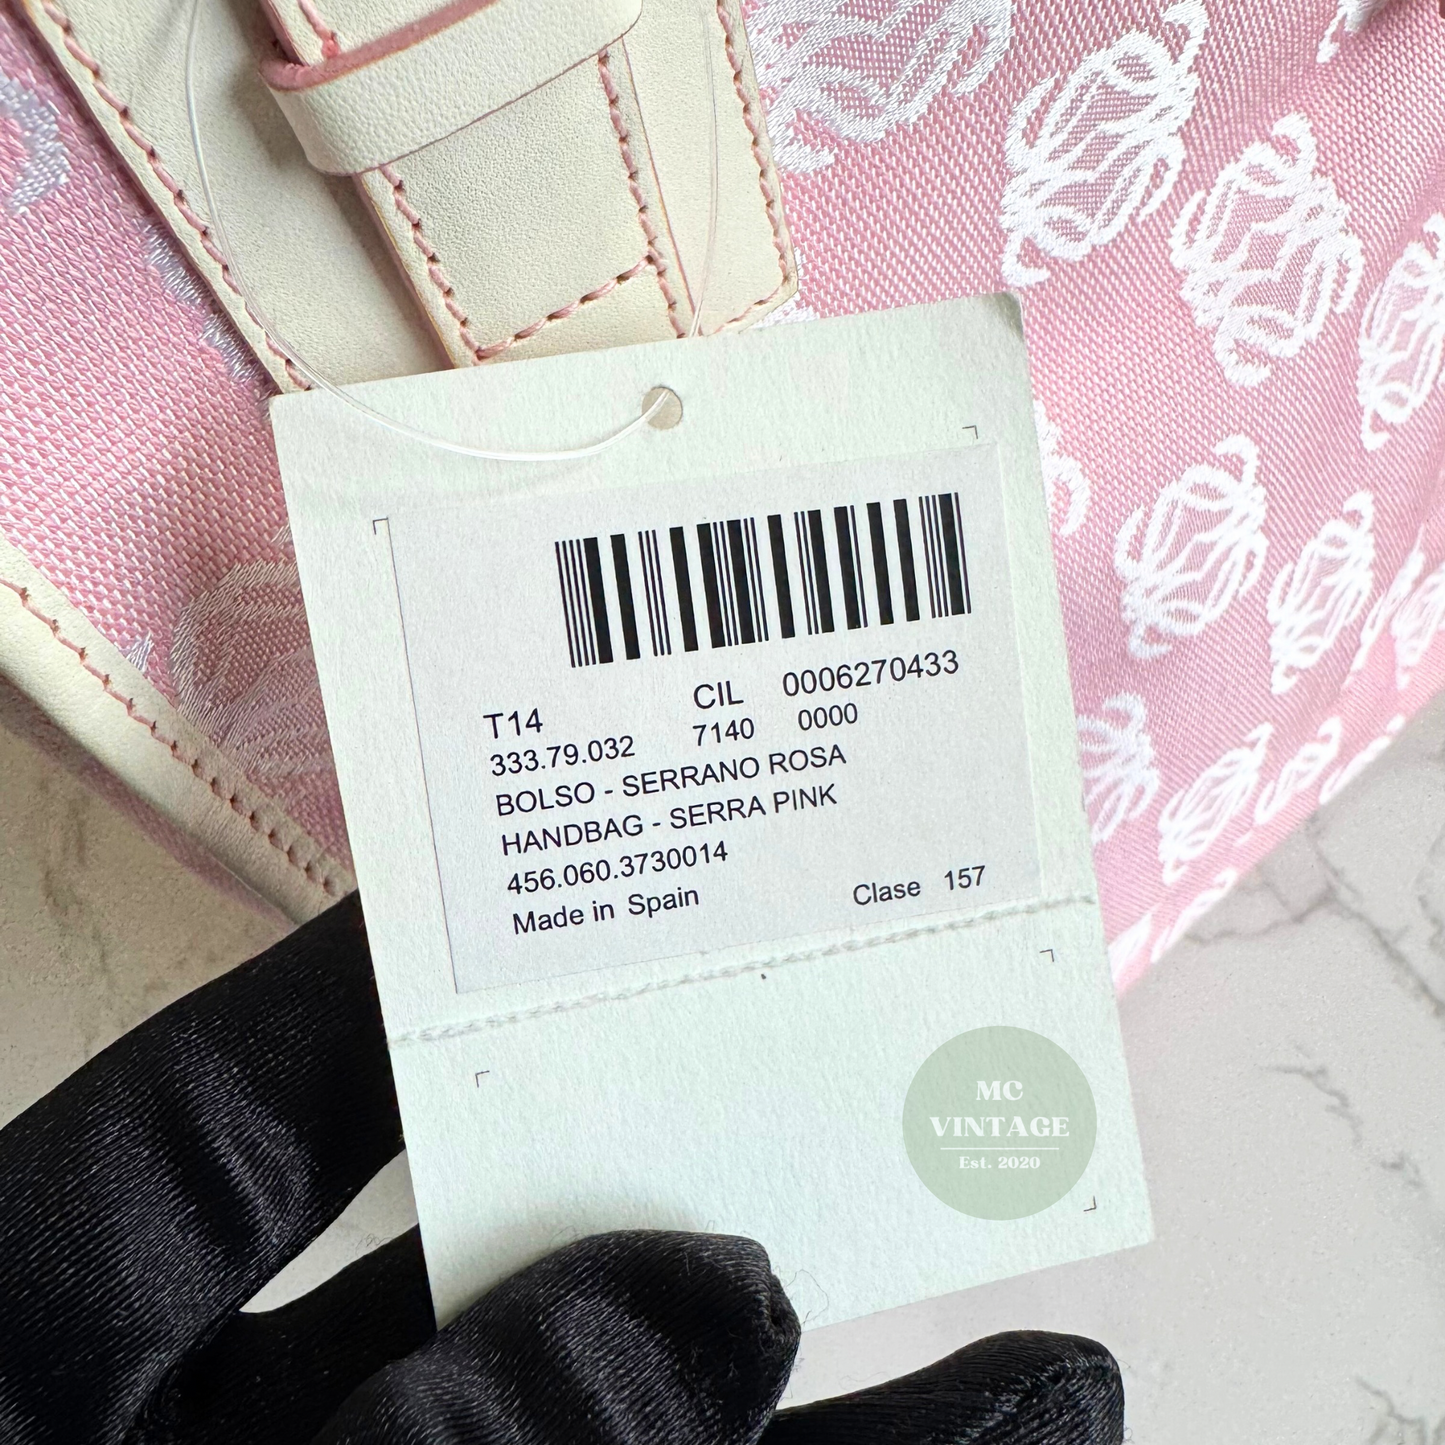 CIL 0006270433
T14
333.79.032 7140 0000
BOLSO - SERRANO ROSA
HANDBAG - SERRA PINK
456.060.3730014
Made in Spain Clase 157
MC
VINTAGE
Est. 2020